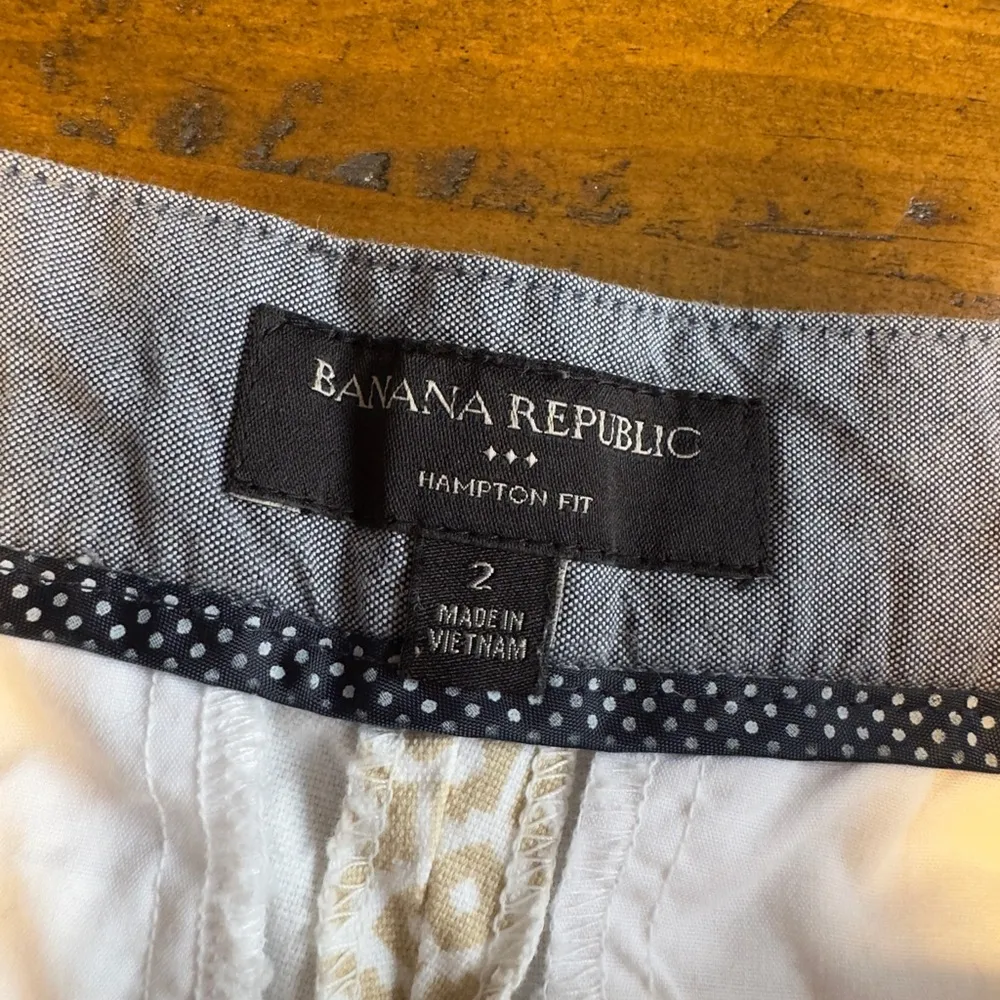 BANANA REPUBLIC
HAMPTON FIT
2
MADE IN
VIETNAM